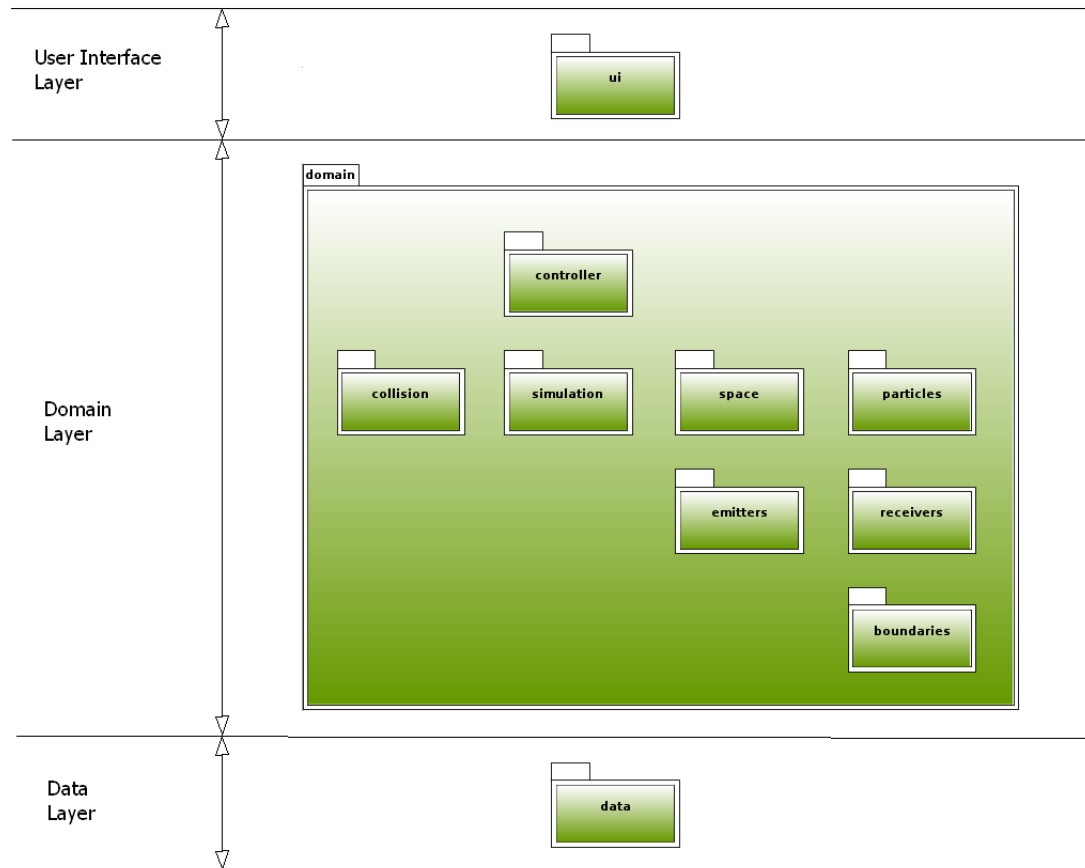 User Interface
Layer
ui
domain
controller
collision
simulation
space
particles
Domain
Layer
emitters
receivers
boundaries
Data
Layer
data